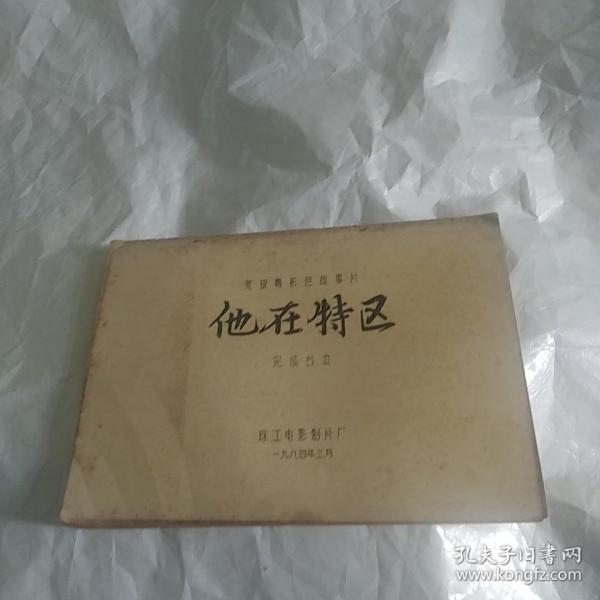 宽银幕彩色故事片
他在特区
完成台本
珠江电影制片厂
一九八四年三月
孔夫子旧书网
www.kongfz.com